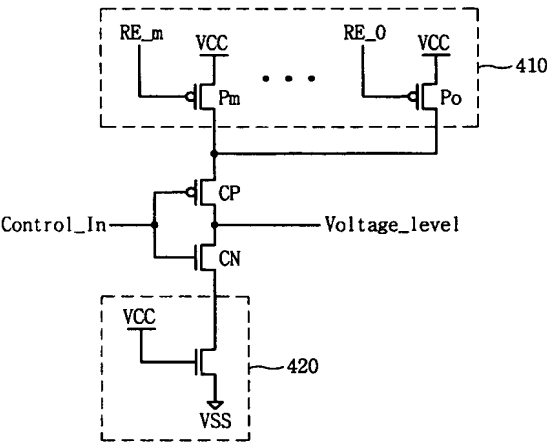 RE_m
VCC
RE_0
VCC
410
Pm
Po
CP
Control_In
Voltage_level
CN
VCC
420
VSS